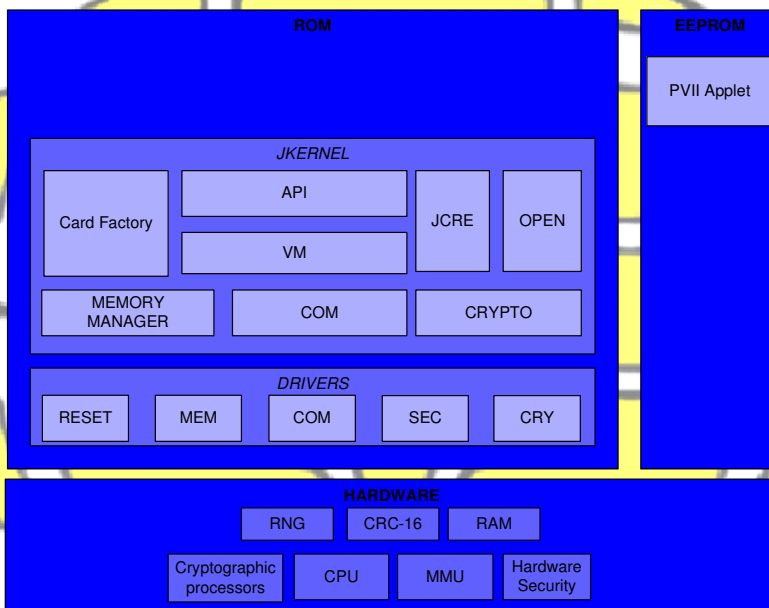 ROM
EEPROM
PVII Applet
JKERNEL
Card Factory
API
VM
JCRE
OPEN
MEMORY
MANAGER
COM
CRYPTO
DRIVERS
RESET
MEM
COM
SEC
CRY
HARDWARE
RNG
CRC-16
RAM
Cryptographic
processors
CPU
MMU
Hardware
Security